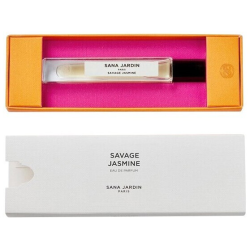 SANA JARDIN
PARIS
SAVAGE JASMINE
SAVAGE
JASMINE
EAU DE PARFUM
SANA JARDIN
PARIS